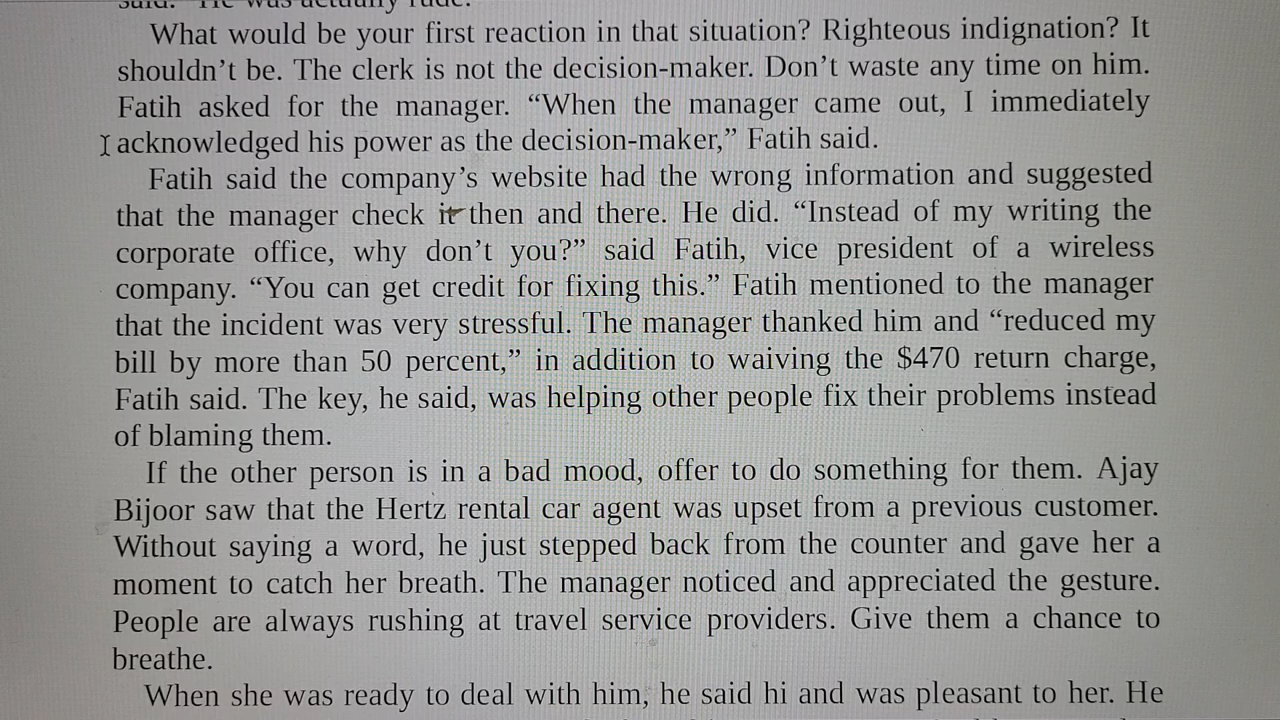 said. “He was actually rude.”
What would be your first reaction in that situation? Righteous indignation? It
shouldn’t be. The clerk is not the decision-maker. Don’t waste any time on him.
Fatih asked for the manager. “When the manager came out, I immediately
acknowledged his power as the decision-maker,” Fatih said.
Fatih said the company’s website had the wrong information and suggested
that the manager check it then and there. He did. “Instead of my writing the
corporate office, why don’t you?” said Fatih, vice president of a wireless
company. “You can get credit for fixing this.” Fatih mentioned to the manager
that the incident was very stressful. The manager thanked him and “reduced my
bill by more than 50 percent,” in addition to waiving the $470 return charge,
Fatih said. The key, he said, was helping other people fix their problems instead
of blaming them.
If the other person is in a bad mood, offer to do something for them. Ajay
Bijoor saw that the Hertz rental car agent was upset from a previous customer.
Without saying a word, he just stepped back from the counter and gave her a
moment to catch her breath. The manager noticed and appreciated the gesture.
People are always rushing at travel service providers. Give them a chance to
breathe.
When she was ready to deal with him, he said hi and was pleasant to her. He